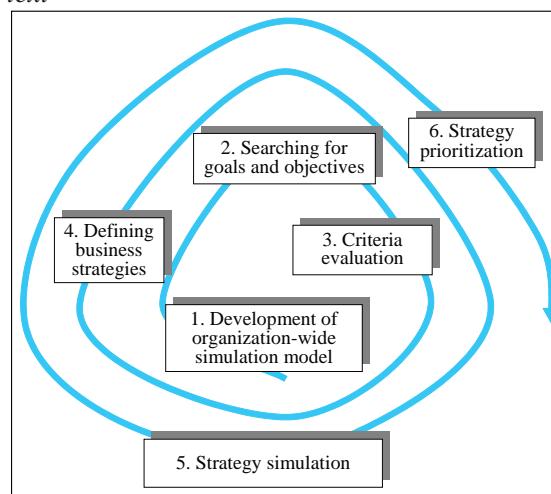 2. Searching for
goals and objectives
6. Strategy
prioritization
4. Defining
business
strategies
3. Criteria
evaluation
1. Development of
organization-wide
simulation model
5. Strategy simulation